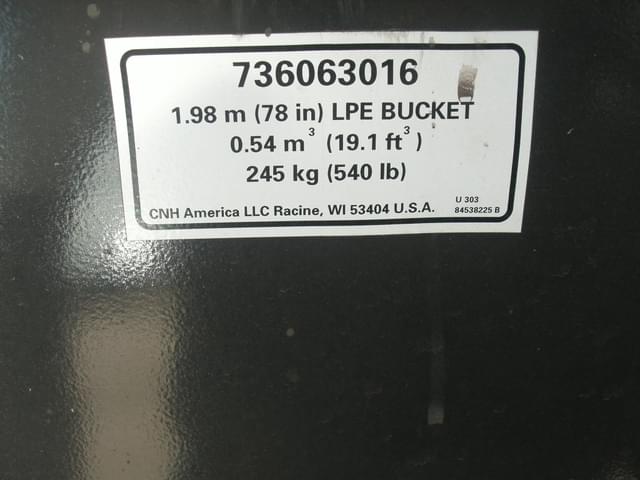 736063016
1.98 m (78 in) LPE BUCKET
0.54 m³ (19.1 ft³)
245 kg (540 lb)
U 303
CNH America LLC Racine, WI 53404 U.S.A. 84538225 B